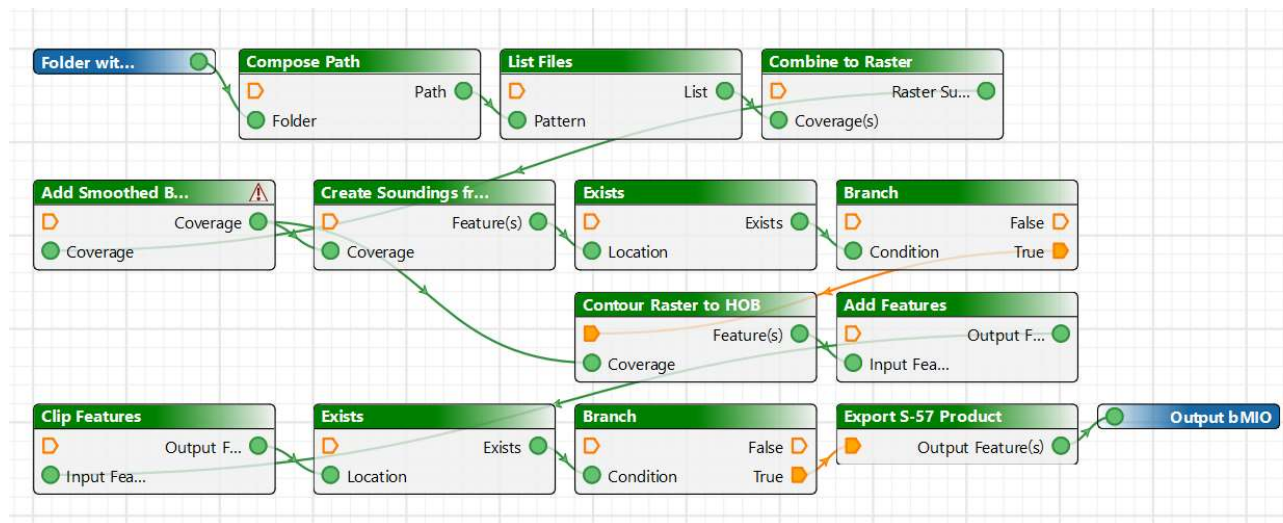 Folder wit...
Compose Path
Path
Folder
List Files
List
Pattern
Combine to Raster
Raster Su...
Coverage(s)
Add Smoothed B...
Coverage
Coverage
Create Soundings fr...
Feature(s)
Coverage
Exists
Exists
Location
Branch
False
Condition
True
Contour Raster to HOB
Feature(s)
Coverage
Add Features
Output F...
Input Fea...
Clip Features
Output F...
Input Fea...
Exists
Exists
Location
Branch
False
Condition
True
Export S-57 Product
Output Feature(s)
Output bMIO